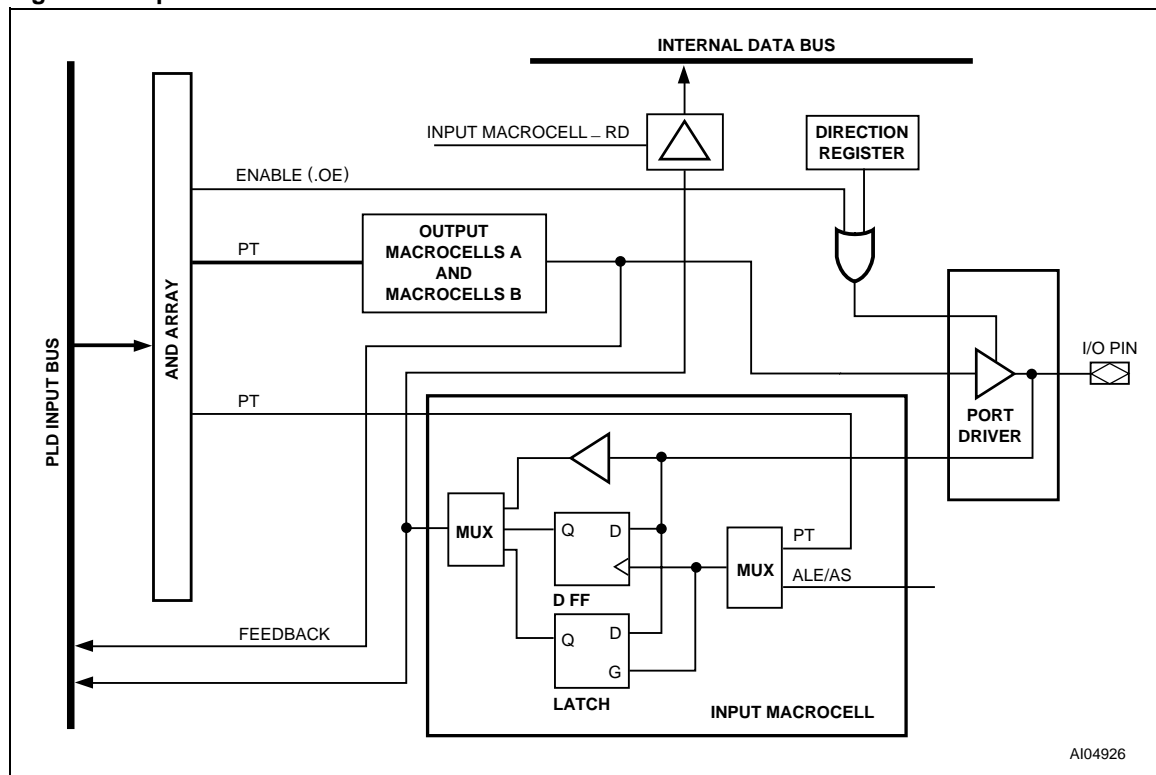 INTERNAL DATA BUS
INPUT MACROCELL _ RD
DIRECTION
REGISTER
ENABLE (.OE)
OUTPUT
MACROCELLS A
AND
MACROCELLS B
PT
AND ARRAY
PLD INPUT BUS
I/O PIN
PORT
DRIVER
PT
MUX
Q D
D FF
MUX
PT
ALE/AS
Q D
G
LATCH
FEEDBACK
INPUT MACROCELL
AI04926